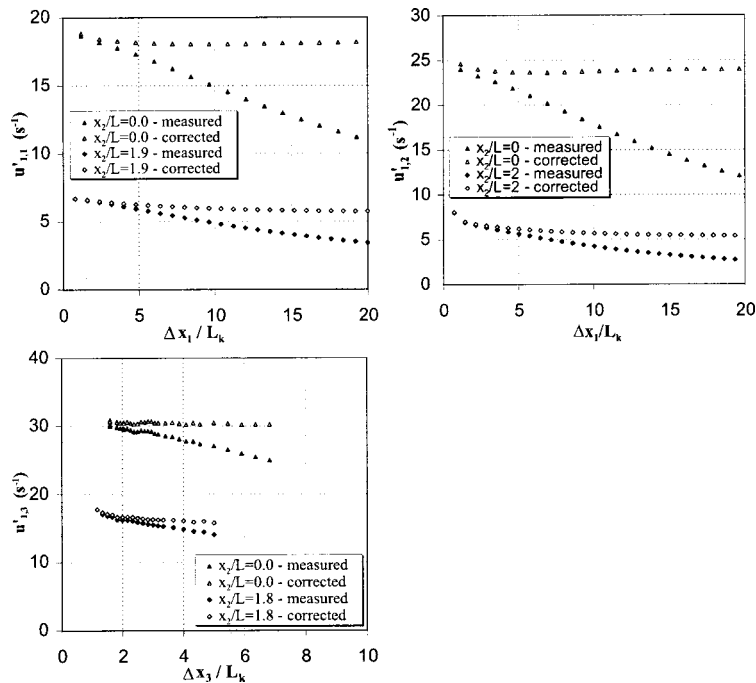 20
15
10
5
0
u'₁,₁ (s⁻¹)
▲ x₂/L=0.0 - measured
△ x₂/L=0.0 - corrected
◆ x₂/L=1.9 - measured
◇ x₂/L=1.9 - corrected
0 5 10 15 20
Δx₁ / Lₖ
30
25
20
15
10
5
0
u'₁,₂ (s⁻¹)
▲ x₂/L=0 - measured
△ x₂/L=0 - corrected
◆ x₂/L=2 - measured
◇ x₂/L=2 - corrected
0 5 10 15 20
Δx₁/Lₖ
40
30
20
10
0
u'₁,₃ (s⁻¹)
▲ x₂/L=0.0 - measured
△ x₂/L=0.0 - corrected
◆ x₂/L=1.8 - measured
◇ x₂/L=1.8 - corrected
0 2 4 6 8 10
Δx₃ / Lₖ